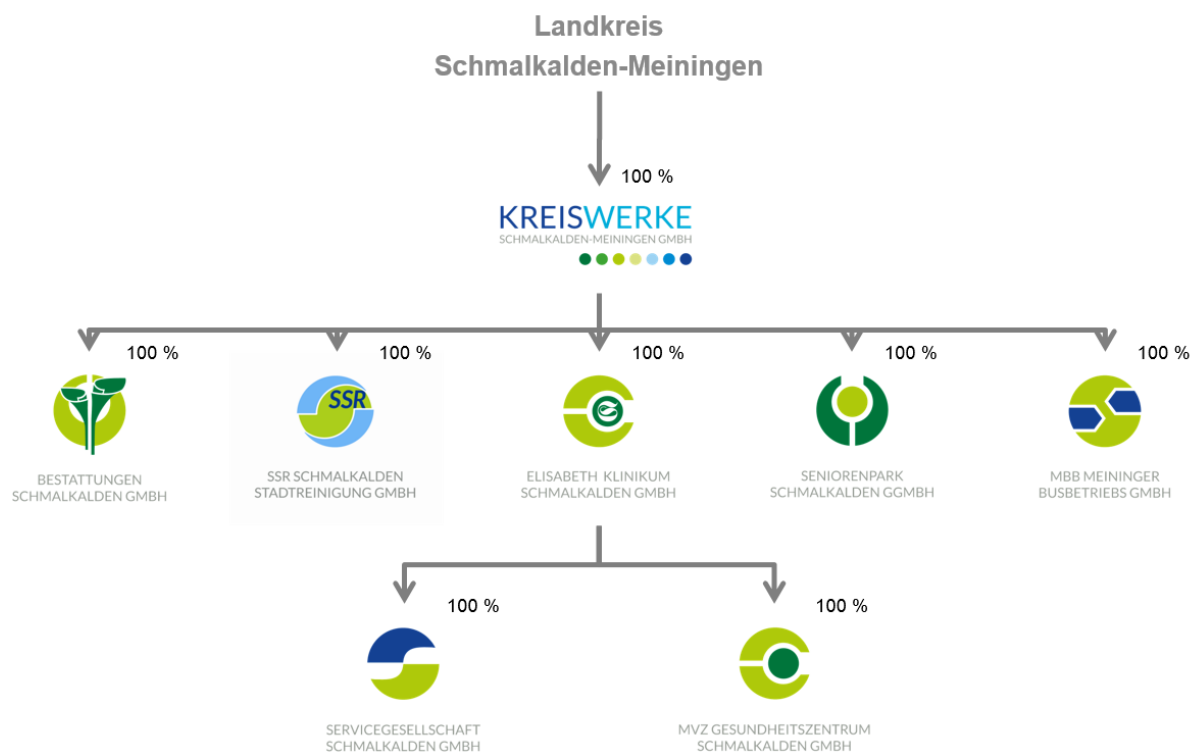 Landkreis
Schmalkalden-Meiningen
100 %
KREISWERKE
SCHMALKALDEN-MEININGEN GMBH
100 %
100 %
100 %
100 %
100 %
SSR
BESTATTUNGEN
SCHMALKALDEN GMBH
SSR SCHMALKALDEN
STADTREINIGUNG GMBH
ELISABETH KLINIKUM
SCHMALKALDEN GMBH
SENIORENPARK
SCHMALKALDEN GGMBH
MBB MEININGER
BUSBETRIEBS GMBH
100 %
100 %
SERVICEGESELLSCHAFT
SCHMALKALDEN GMBH
MVZ GESUNDHEITSZENTRUM
SCHMALKALDEN GMBH